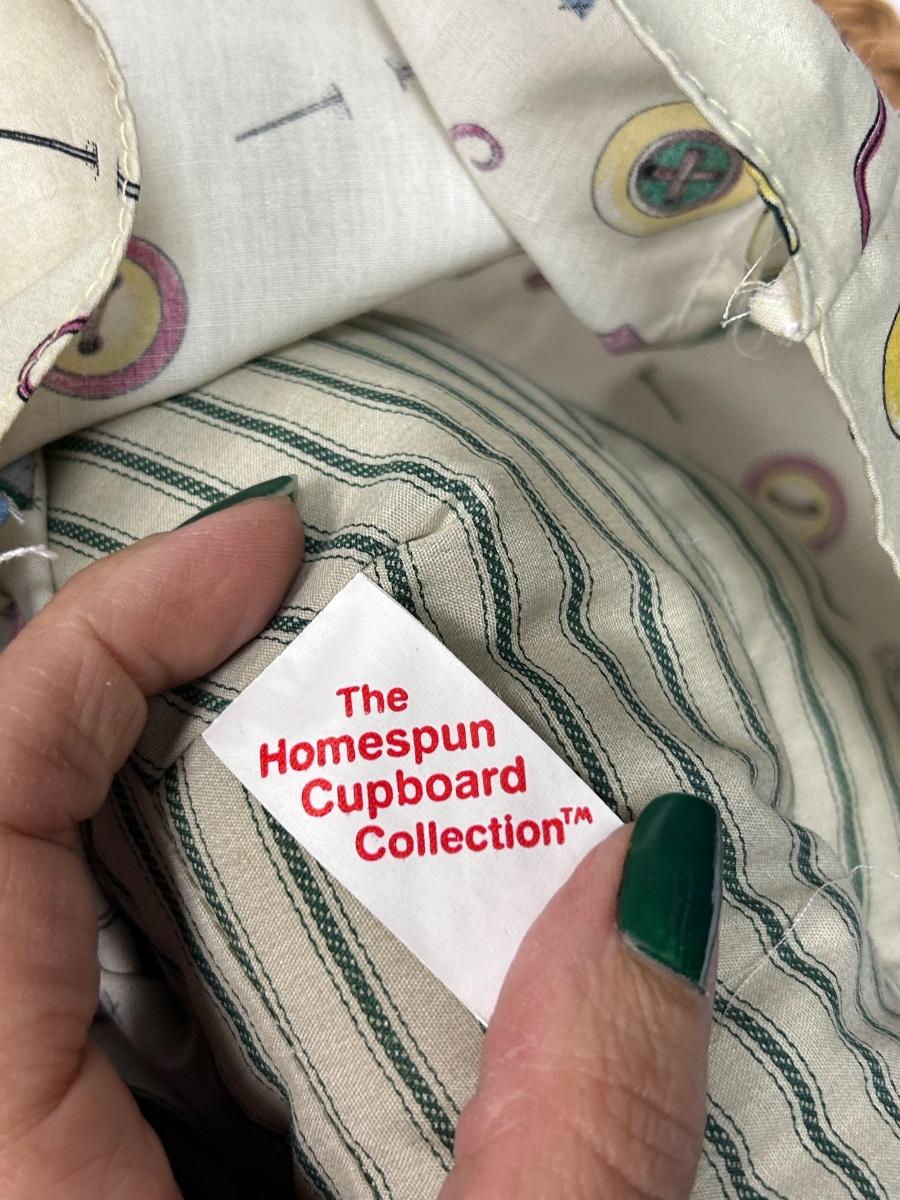 The
Homespun
Cupboard
Collection™